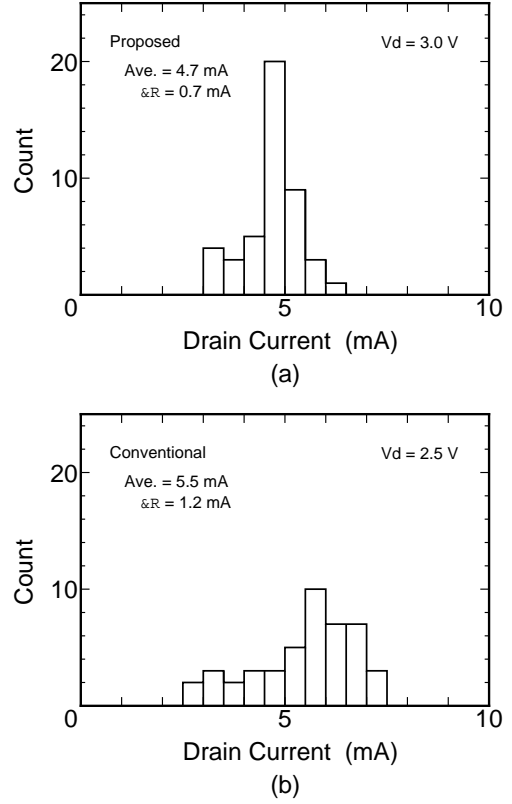 Proposed
Vd = 3.0 V
Ave. = 4.7 mA
&R = 0.7 mA
20
10
Count
0
5
10
Drain Current (mA)
(a)
Conventional
Vd = 2.5 V
Ave. = 5.5 mA
&R = 1.2 mA
20
10
Count
0
5
10
Drain Current (mA)
(b)